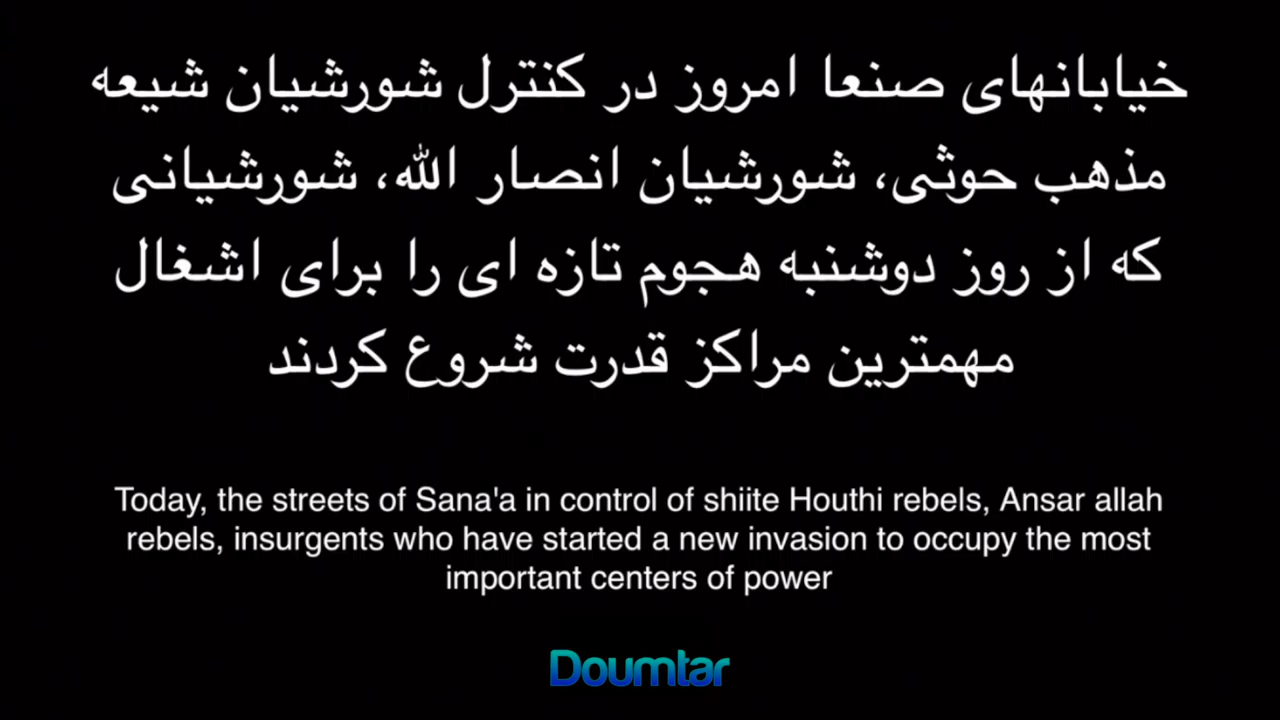 خیابانهای صنعا امروز در کنترل شورشیان شیعه
مذهب حوثی، شورشیان انصار الله، شورشیانی
که از روز دوشنبه هجوم تازه ای را برای اشغال
مهمترین مراکز قدرت شروع کردند
Today, the streets of Sana'a in control of shiite Houthi rebels, Ansar allah
rebels, insurgents who have started a new invasion to occupy the most
important centers of power
Doumtar